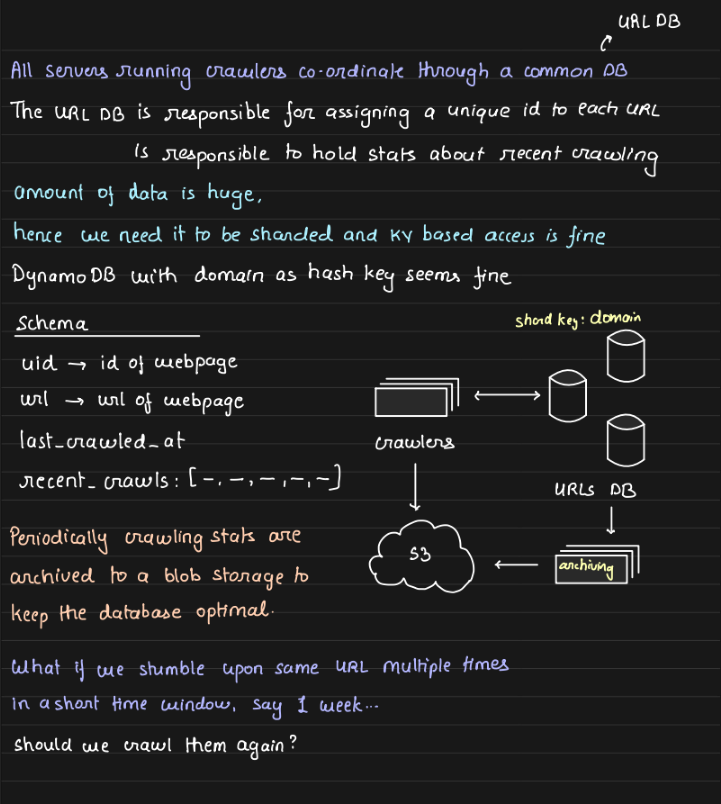 URL DB
All servers running crawlers co-ordinate through a common DB
The URL DB is responsible for assigning a unique id to each URL
is responsible to hold stats about recent crawling
amount of data is huge,
hence we need it to be sharded and KV based access is fine
Dynamo DB with domain as hash key seems fine
Schema
uid → id of webpage
url → url of webpage
last_crawled_at
recent_crawls: [-, -, -, -, -]
shard key: domain
crawlers
URLs DB
S3
archiving
Periodically crawling stats are
archived to a blob storage to
keep the database optimal.
What if we stumble upon same URL multiple times
in a short time window, say 1 week...
should we crawl them again?